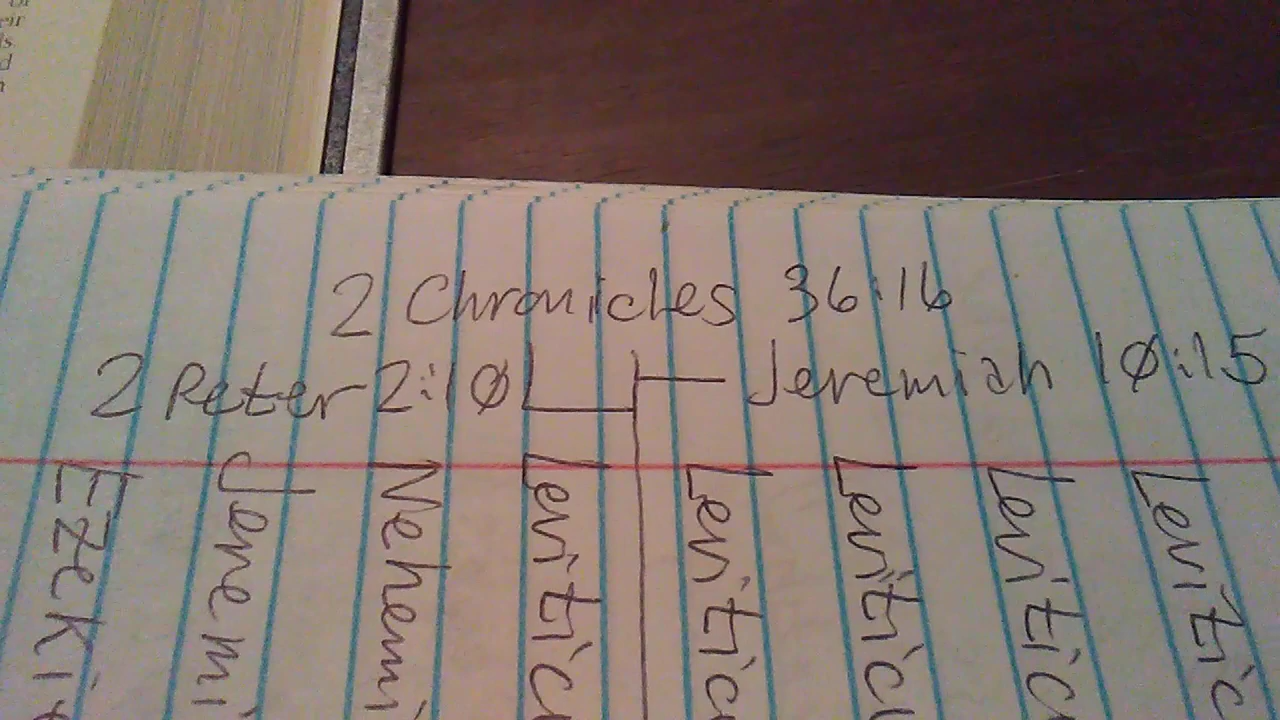 2 Chronicles 36:16
2 Peter 2:10 Jeremiah 10:15
Levitic
Levitic
Levitic
Levitic
Levitic
Nehemi
Jeremi
Ezeki